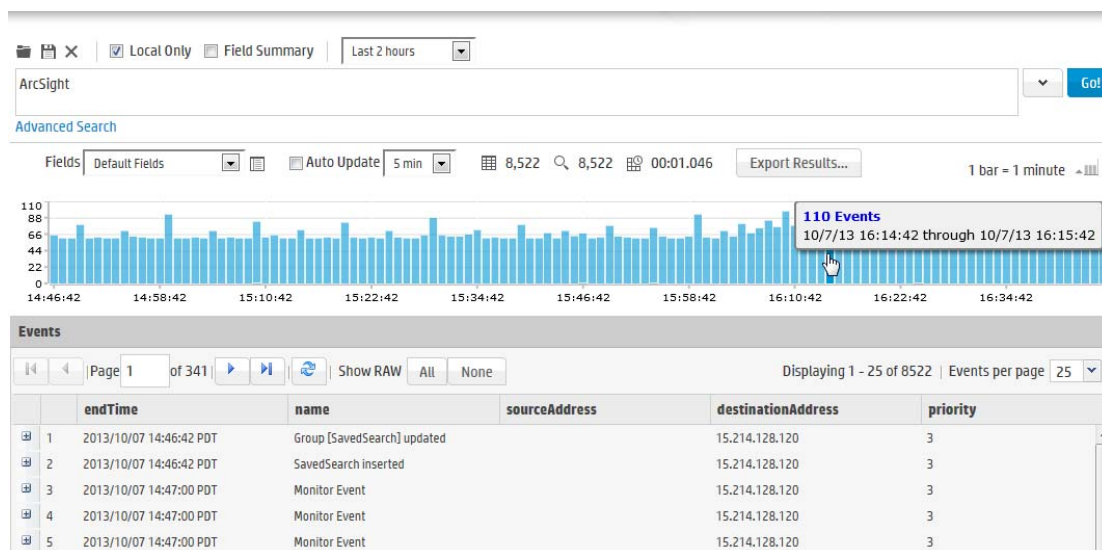 Local Only Field Summary Last 2 hours
ArcSight Go!
Advanced Search
Fields Default Fields Auto Update 5 min 8,522 8,522 00:01.046 Export Results... 1 bar = 1 minute
110
88
66
44
22
0
110 Events
10/7/13 16:14:42 through 10/7/13 16:15:42
14:46:42 14:58:42 15:10:42 15:22:42 15:34:42 15:46:42 15:58:42 16:10:42 16:22:42 16:34:42
Events
Page 1 of 341 Show RAW All None Displaying 1 - 25 of 8522 Events per page 25
endTime name sourceAddress destinationAddress priority
1 2013/10/07 14:46:42 PDT Group [SavedSearch] updated 15.214.128.120 3
2 2013/10/07 14:46:42 PDT SavedSearch inserted 15.214.128.120 3
3 2013/10/07 14:47:00 PDT Monitor Event 15.214.128.120 3
4 2013/10/07 14:47:00 PDT Monitor Event 15.214.128.120 3
5 2013/10/07 14:47:00 PDT Monitor Event 15.214.128.120 3